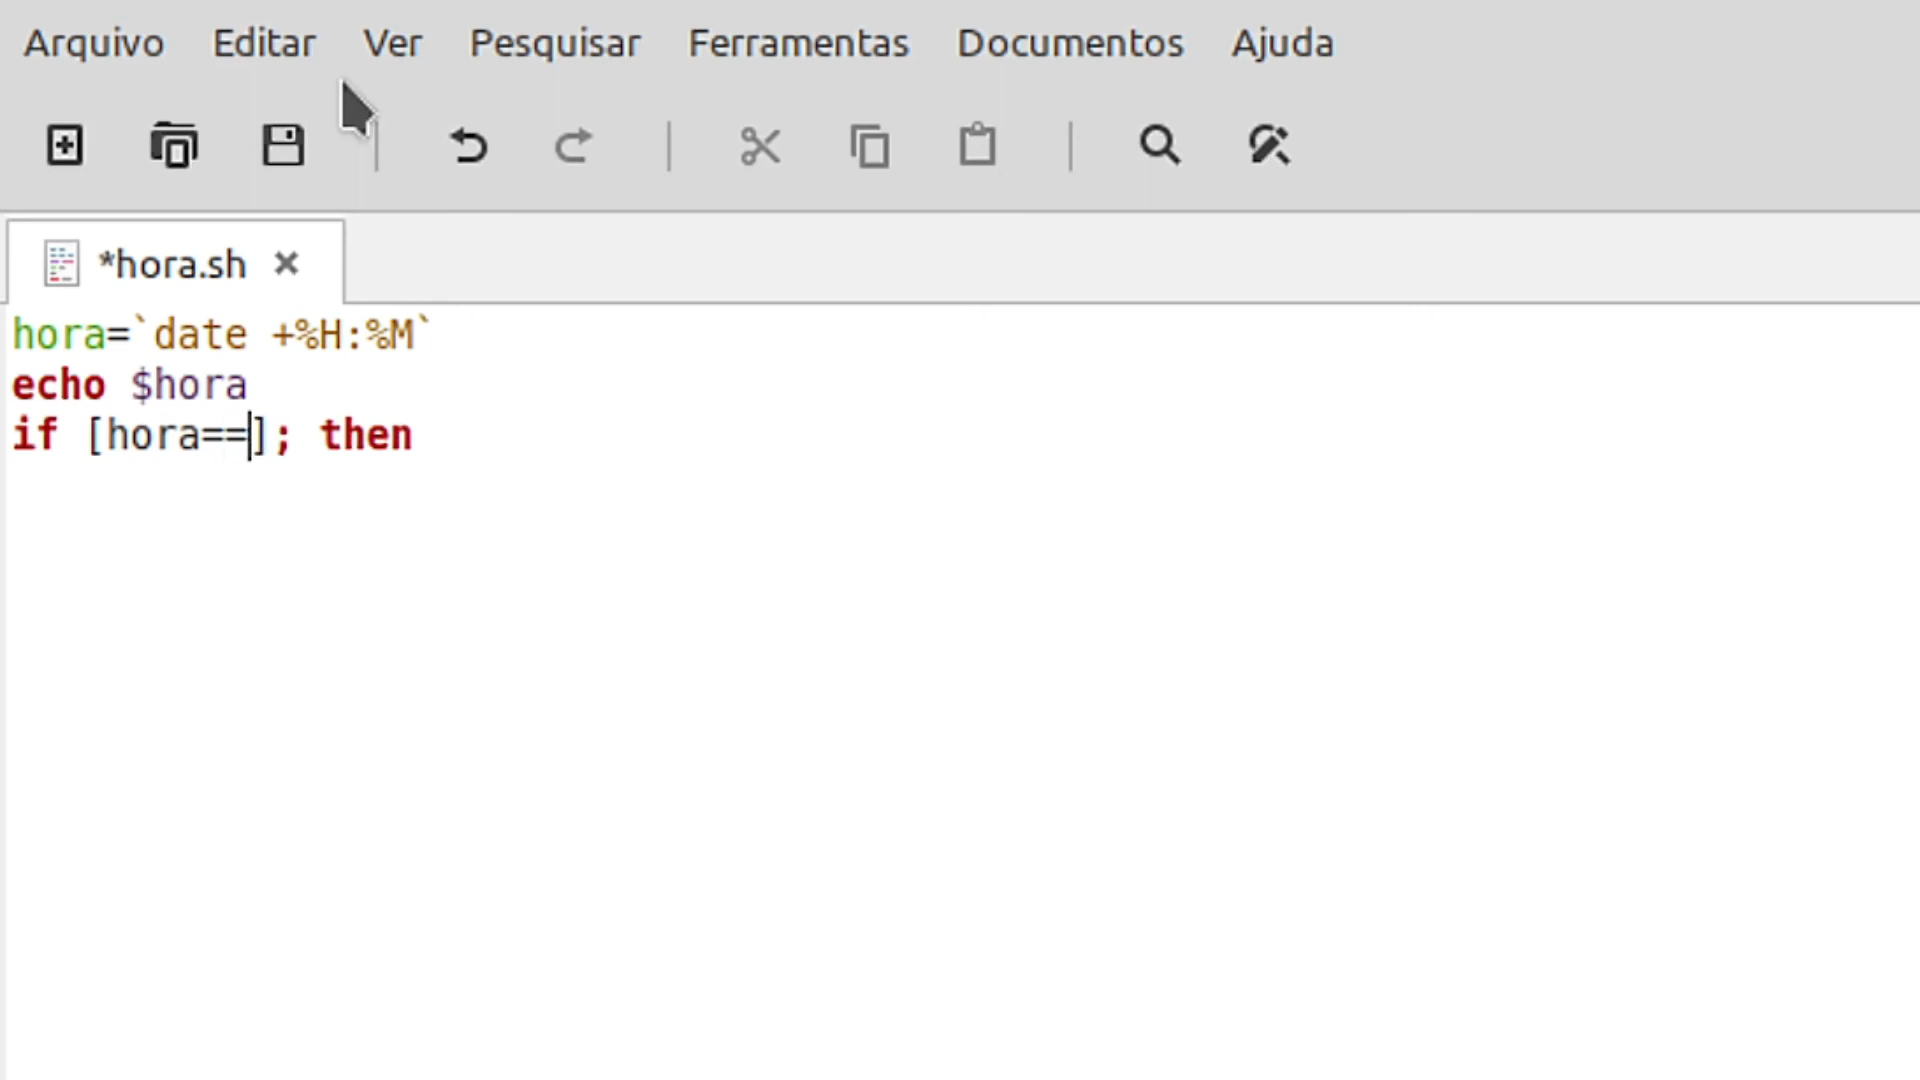 Arquivo Editar Ver Pesquisar Ferramentas Documentos Ajuda
*hora.sh
hora=`date +%H:%M`
echo $hora
if [hora==]; then